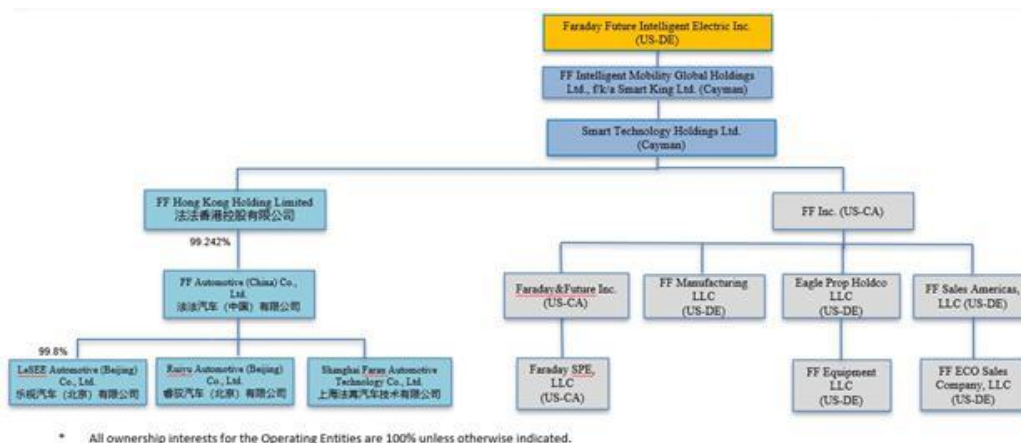 Faraday Future Intelligent Electric Inc.
(US-DE)
FF Intelligent Mobility Global Holdings
Ltd., f/k/a Smart King Ltd. (Cayman)
Smart Technology Holdings Ltd.
(Cayman)
FF Hong Kong Holding Limited
法法香港控股有限公司
FF Inc. (US-CA)
99.242%
FF Automotive (China) Co.,
Ltd.
法法汽车（中国）有限公司
Faraday&Future Inc.
(US-CA)
FF Manufacturing
LLC
(US-DE)
Eagle Prop Holdco
LLC
(US-DE)
FF Sales Americas,
LLC (US-DE)
99.8%
LeSEE Automotive (Beijing)
Co., Ltd.
乐视汽车（北京）有限公司
Ruiyu Automotive (Beijing)
Co., Ltd.
睿驭汽车（北京）有限公司
Shanghai Faran Automotive
Technology Co., Ltd.
上海法苒汽车技术有限公司
Faraday SPE,
LLC
(US-CA)
FF Equipment
LLC
(US-DE)
FF ECO Sales
Company, LLC
(US-DE)
* All ownership interests for the Operating Entities are 100% unless otherwise indicated.